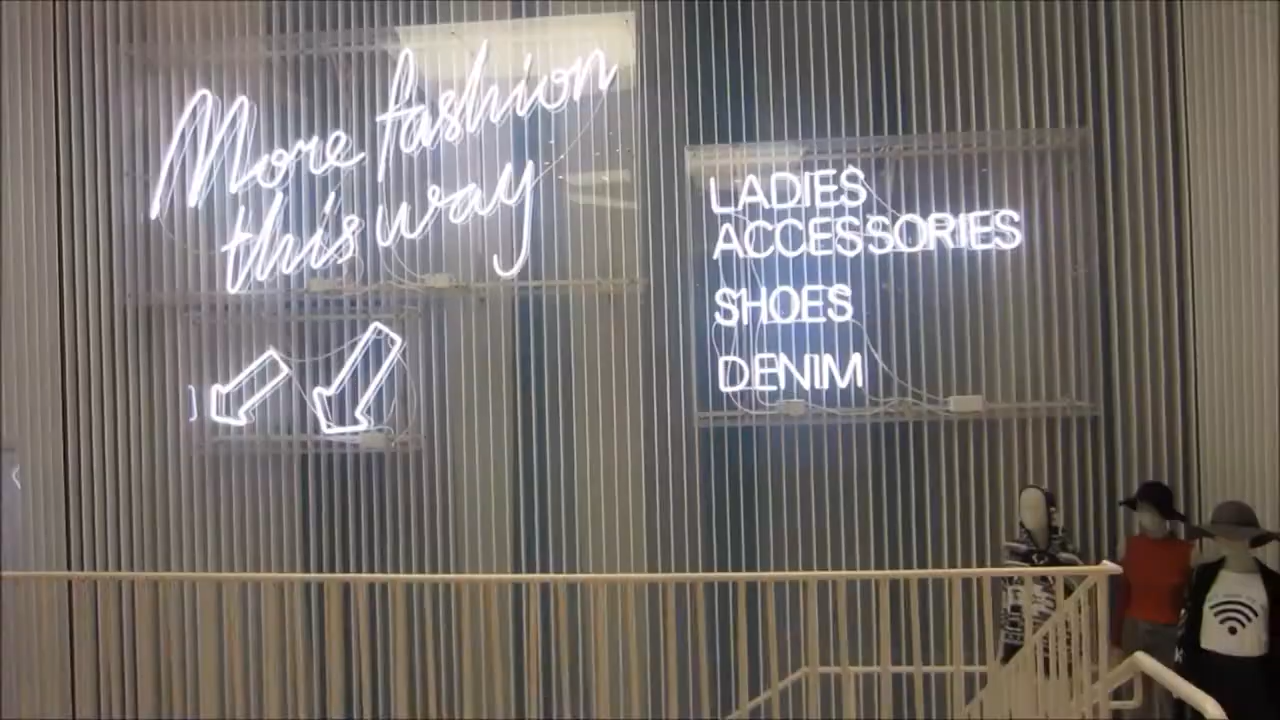 More fashion
this way
LADIES
ACCESSORIES
SHOES
DENIM